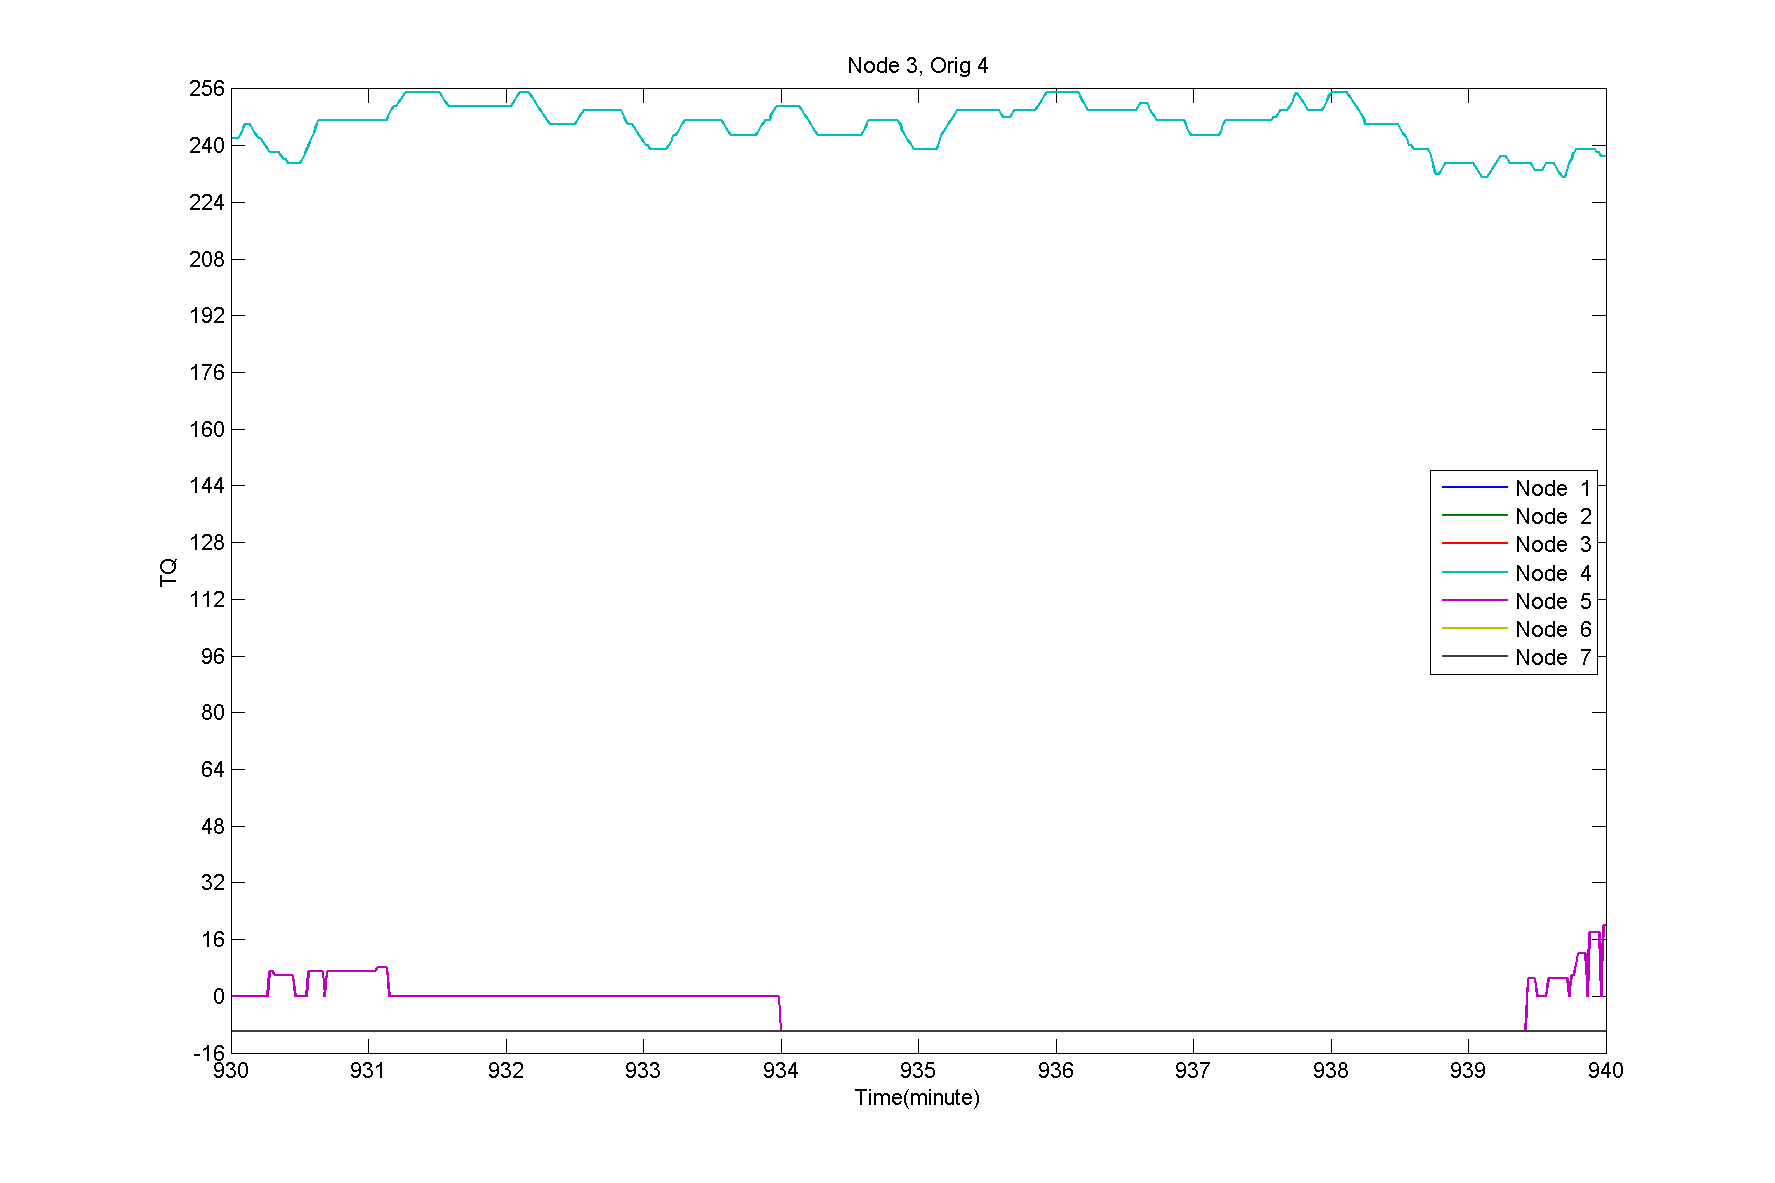 Node 3, Orig 4
256
240
224
208
192
176
160
144
128
112
96
80
64
48
32
16
0
-16
TQ
Node 1
Node 2
Node 3
Node 4
Node 5
Node 6
Node 7
930 931 932 933 934 935 936 937 938 939 940
Time(minute)